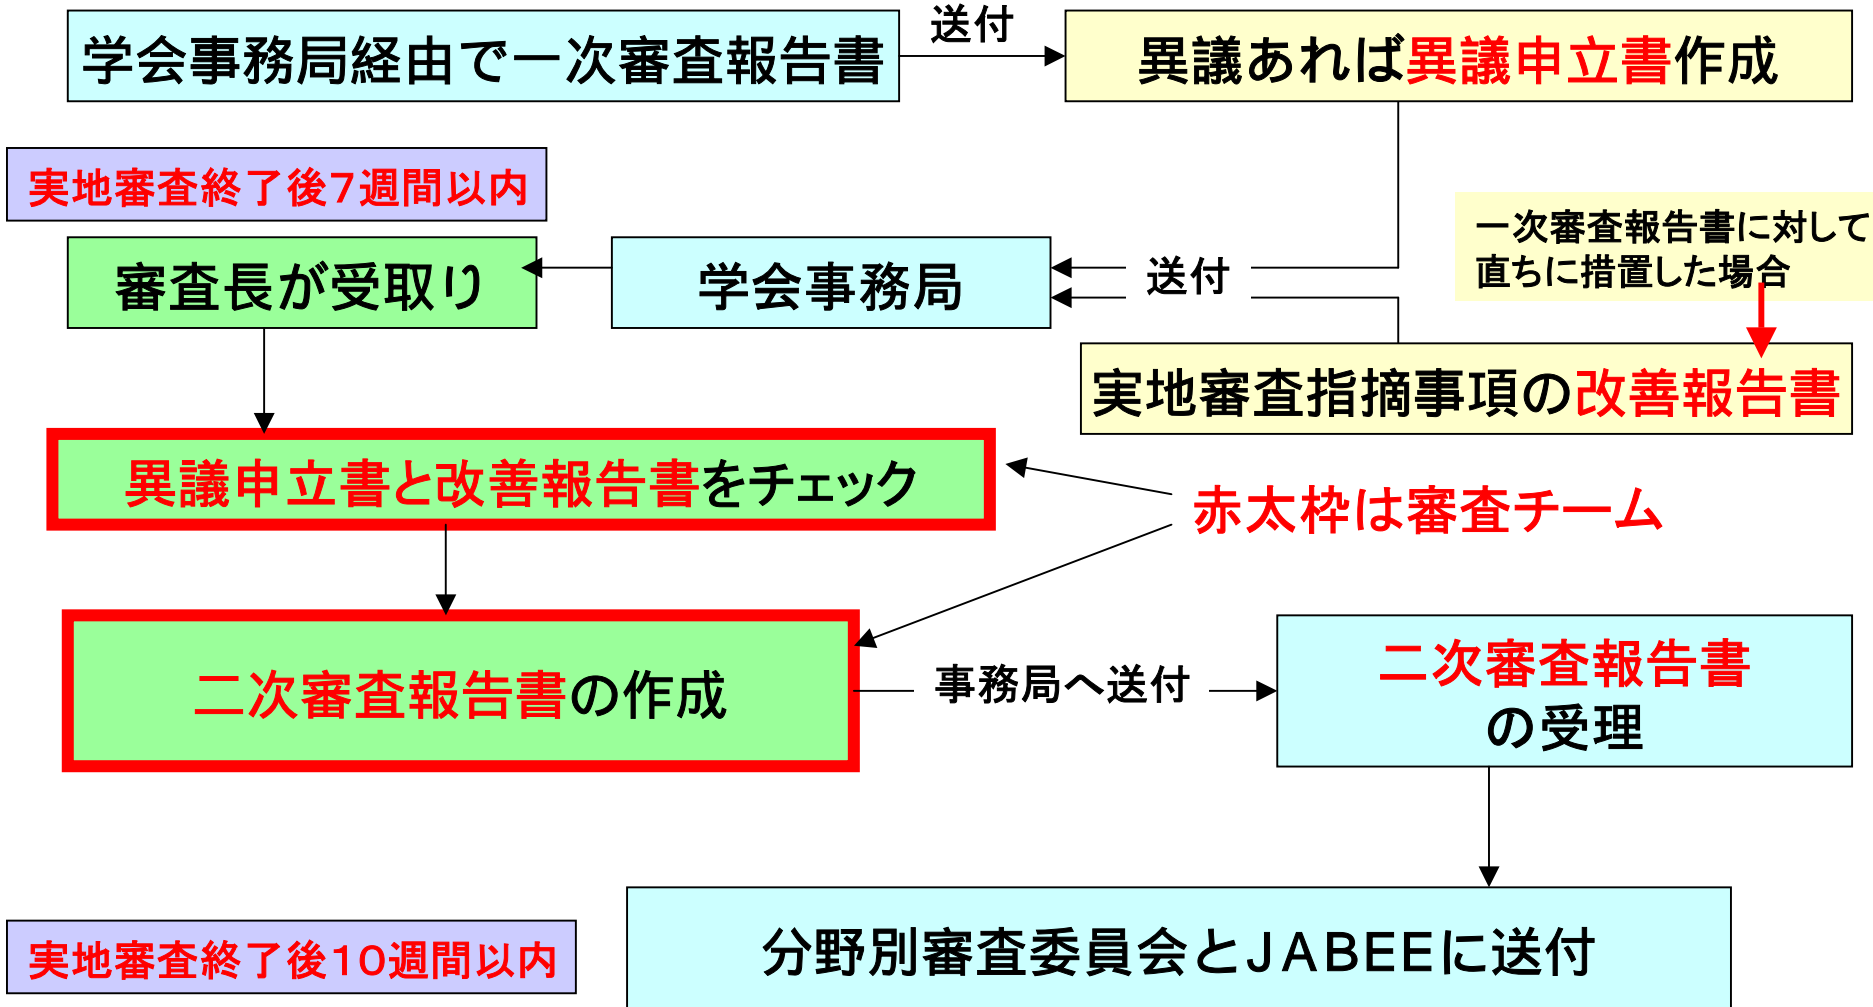 学会事務局経由で一次審査報告書
送付
異議あれば異議申立書作成
実地審査終了後7週間以内
一次審査報告書に対して
直ちに措置した場合
審査長が受取り
学会事務局
送付
実地審査指摘事項の改善報告書
異議申立書と改善報告書をチェック
赤太枠は審査チーム
二次審査報告書の作成
事務局へ送付
二次審査報告書
の受理
実地審査終了後10週間以内
分野別審査委員会とJABEEに送付